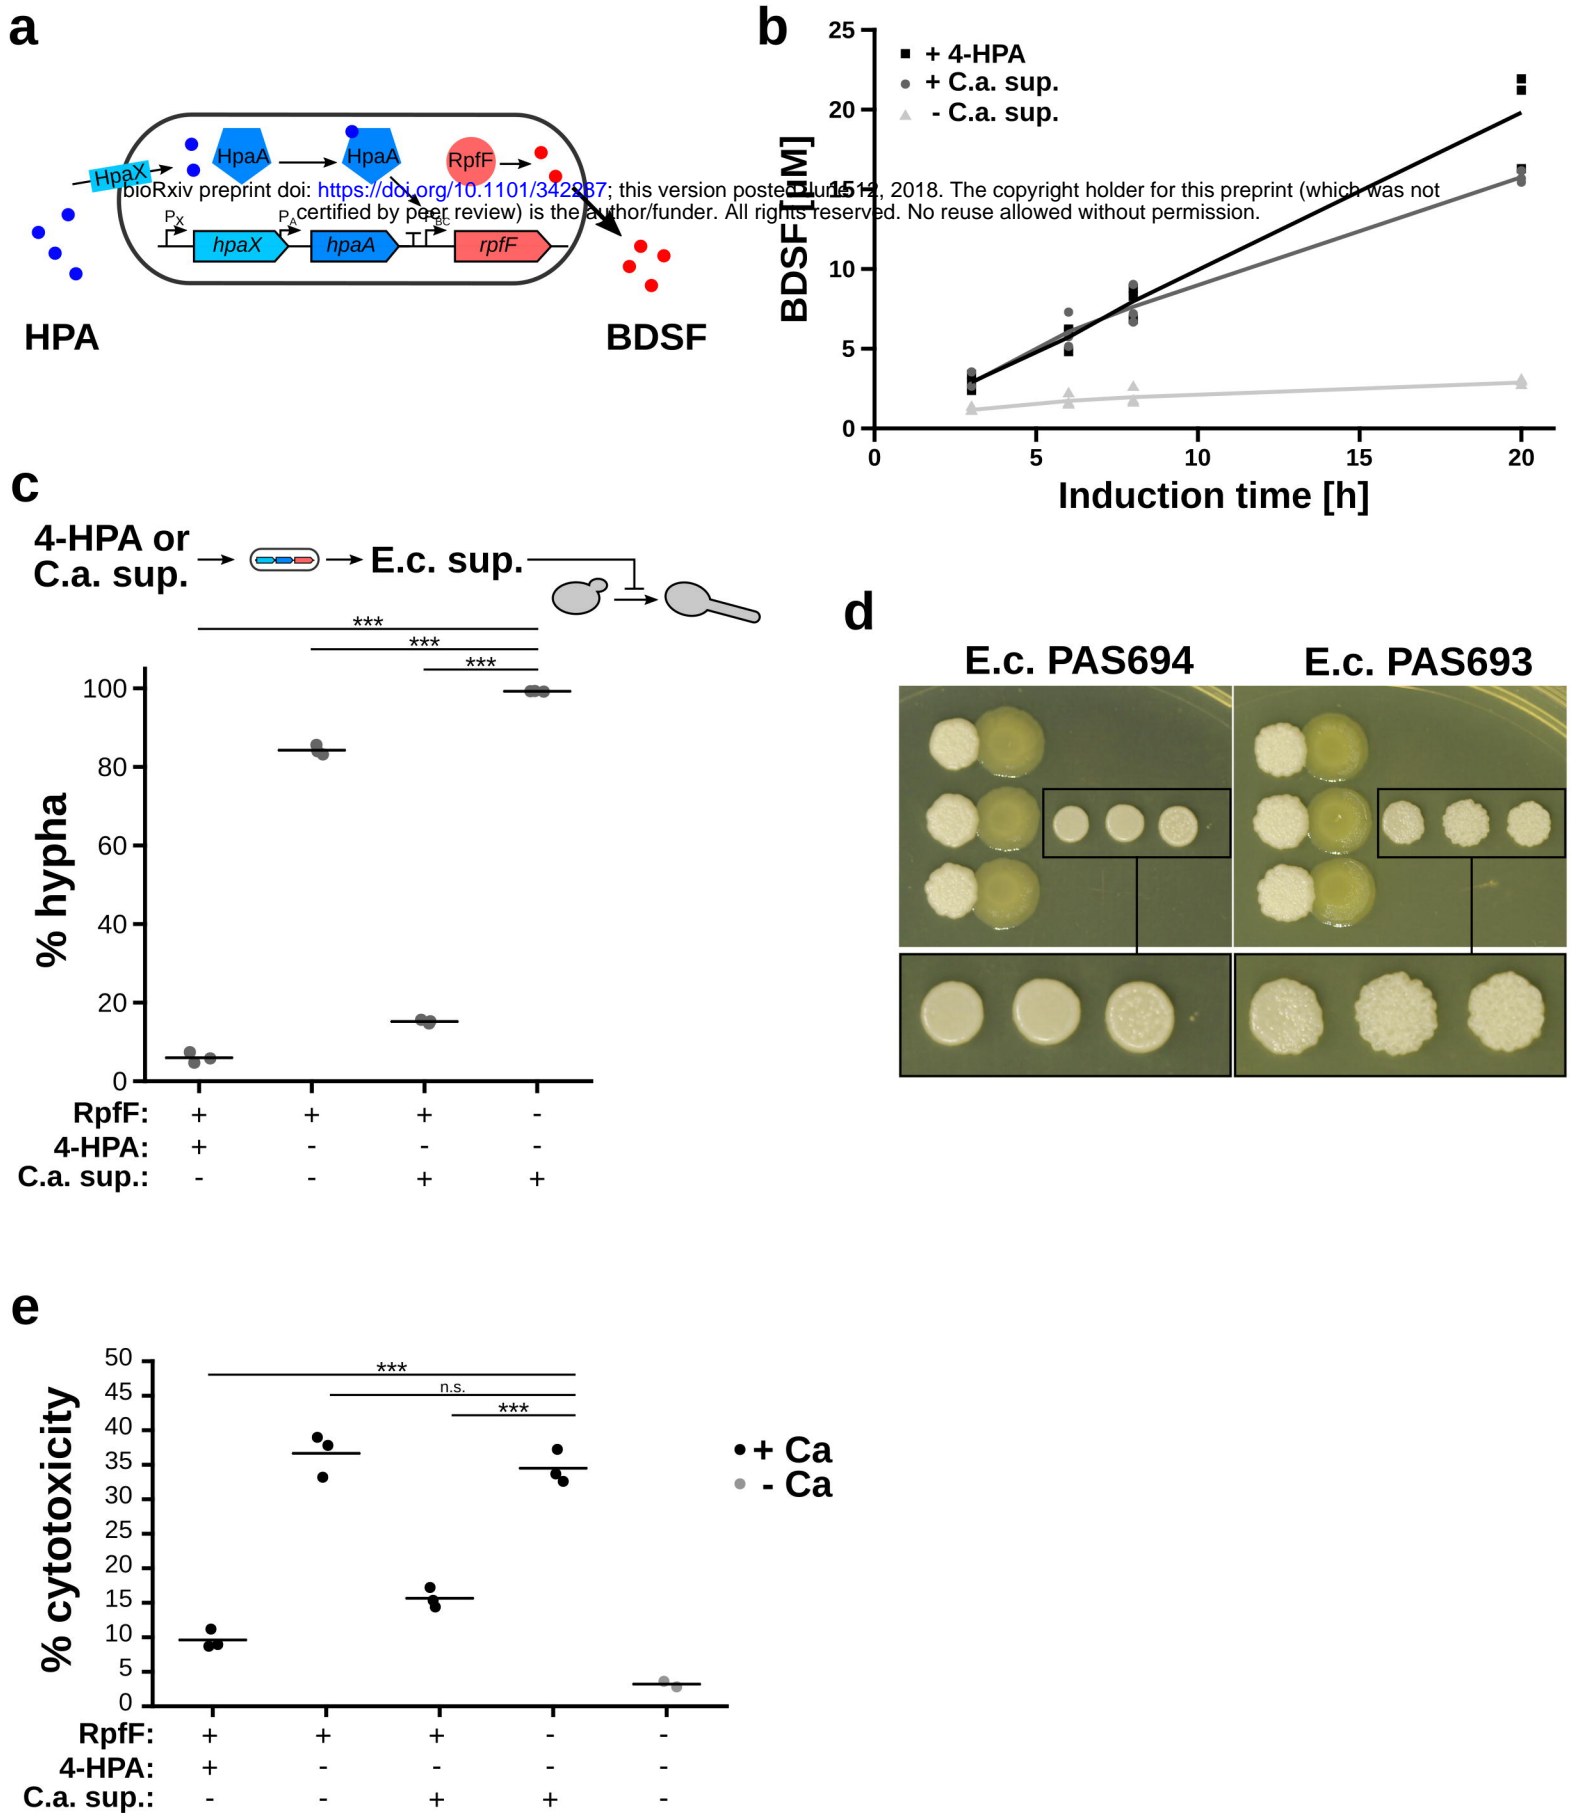 a
HpaX
HpaA
HpaA
RpfF
bioRxiv preprint doi: https://doi.org/10.1101/342287; this version posted June 12, 2018. The copyright holder for this preprint (which was not
certified by peer review) is the author/funder. All rights reserved. No reuse allowed without permission.
PX
PA
PBC
hpaX
hpaA
rpfF
HPA
BDSF
b
+ 4-HPA
+ C.a. sup.
- C.a. sup.
BDSF [µM]
25
20
15
10
5
0
0 5 10 15 20
Induction time [h]
c
4-HPA or
C.a. sup.
E.c. sup.
***
***
***
% hypha
100
80
60
40
20
0
RpfF: + + + -
4-HPA: + - - -
C.a. sup.: - - + +
d
E.c. PAS694
E.c. PAS693
e
% cytotoxicity
50
45
40
35
30
25
20
15
10
5
0
***
n.s.
***
+ Ca
- Ca
RpfF: + + + - -
4-HPA: + - - - -
C.a. sup.: - - + + -